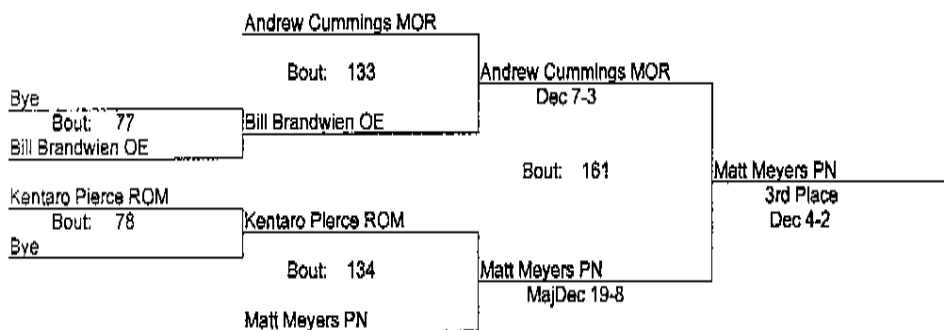 Andrew Cummings MOR
Bout: 133
Andrew Cummings MOR
Dec 7-3
Bye
Bout: 77
Bill Brandwien OE
Bill Brandwien OE
Bout: 161
Matt Meyers PN
3rd Place
Dec 4-2
Kentaro Pierce ROM
Bout: 78
Kentaro Pierce ROM
Bye
Bout: 134
Matt Meyers PN
MajDec 19-8
Matt Meyers PN